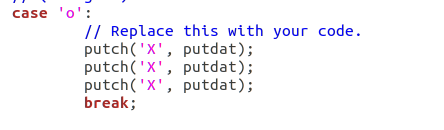 case 'o':
// Replace this with your code.
putch('X', putdat);
putch('X', putdat);
putch('X', putdat);
break;